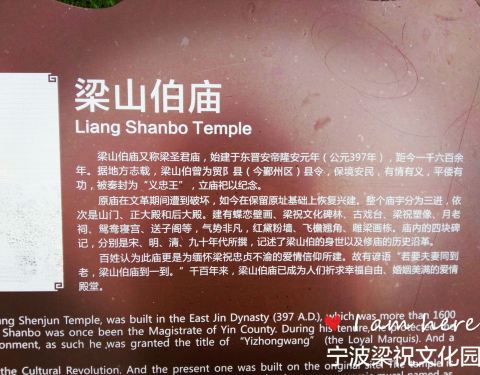 梁山伯庙
Liang Shanbo Temple
梁山伯庙又称梁圣君庙，始建于东晋安帝隆安元年（公元397年），距今一千六百余
年。据地方志载，梁山伯曾为贸阝县（今鄞州区）县令，保境安民，有情有义，平倭有
功，被奏封为“义忠王”，立庙祀以纪念。
原庙在文革期间遭到破坏，如今在保留原址基础上恢复兴建。整个庙宇分为三进，依
次是山门、正大殿和后大殿。建有蝶恋壁画、梁祝文化碑林、古戏台、梁祝塑像、月老
祠、鸳鸯寝宫、送子阁等，气势非凡，红黛粉墙、飞檐翘角、雕梁画栋。庙内的四块碑
记，分别是宋、明、清、九十年代所撰，记述了梁山伯的身世以及修庙的历史沿革。
百姓认为此庙更是为缅怀梁祝忠贞不渝的爱情信仰所建。故有谚语“若要夫妻同到
老，梁山伯庙到一到。”千百年来，梁山伯庙已成为人们祈求幸福自由、婚姻美满的爱情
殿堂。
ang Shenjun Temple, was built in the East Jin Dynasty (397 A.D.), which was more than 1600
Shanbo was once been the Magistrate of Yin County. During his tenure, he protected
onment, as such ,he was granted the title of "Yizhongwang" (the Loyal Marquis). And a
I am here
宁波梁祝文化园
he Cultural Revolution. And the present one was built on the original site. The temple is